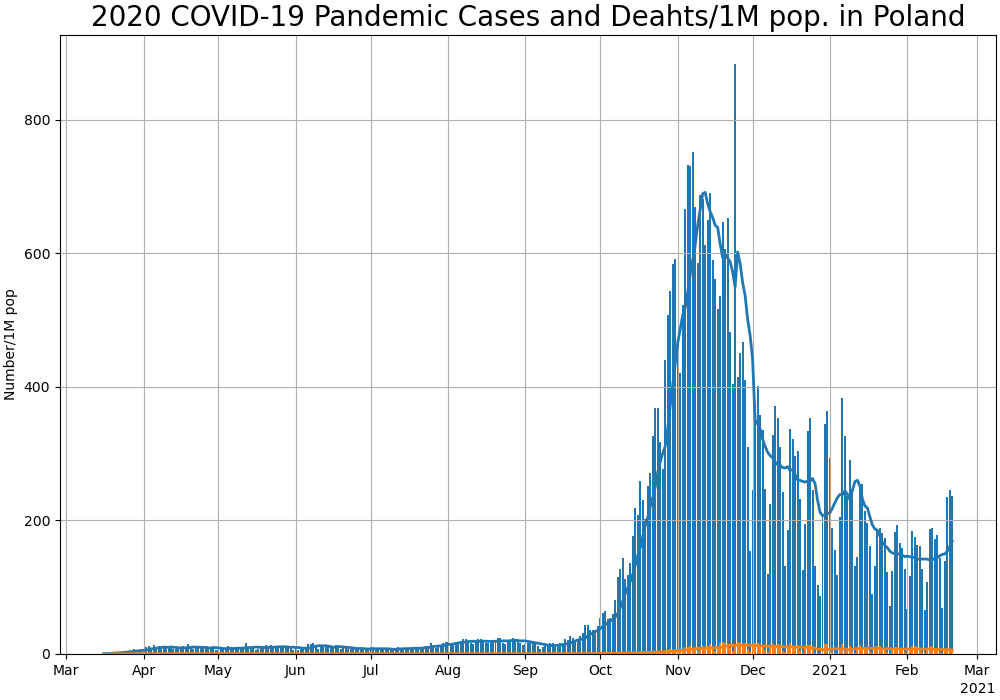 2020 COVID-19 Pandemic Cases and Deahts/1M pop. in Poland
Number/1M pop
800
600
400
200
0
Mar Apr May Jun Jul Aug Sep Oct Nov Dec 2021 Feb Mar
2021